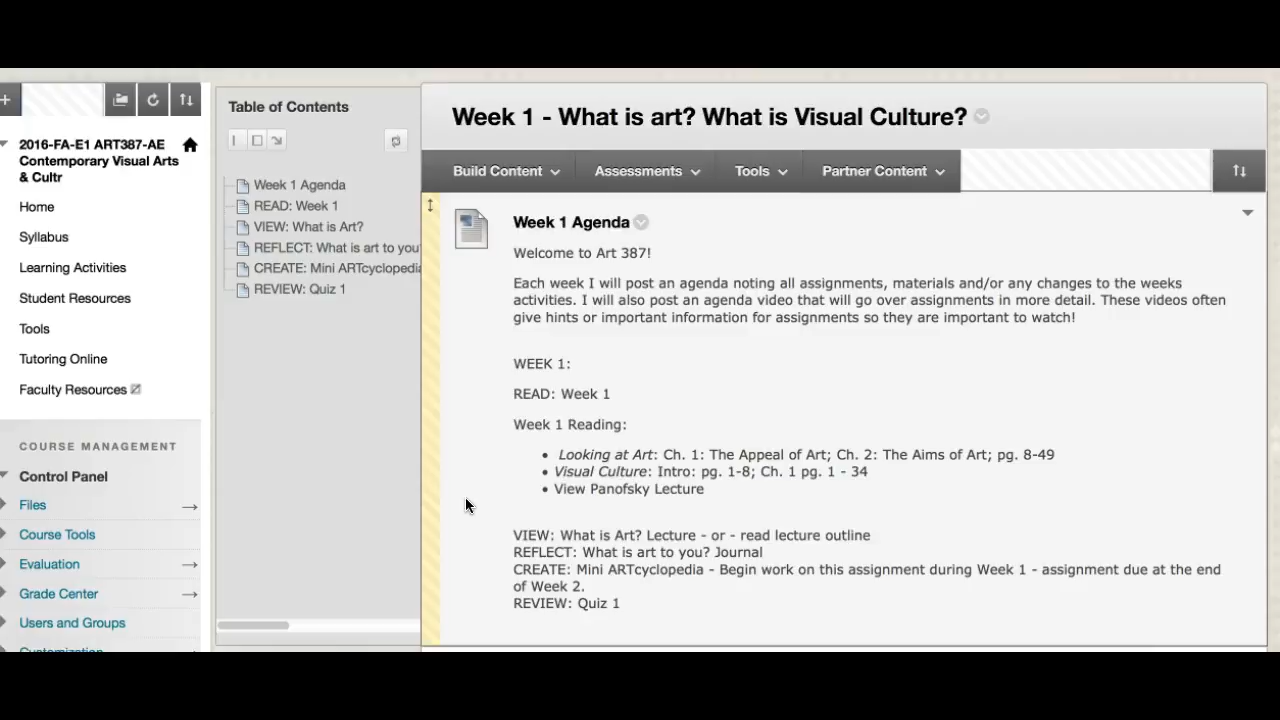 2016-FA-E1 ART387-AE
Contemporary Visual Arts
& Cultr
Home
Syllabus
Learning Activities
Student Resources
Tools
Tutoring Online
Faculty Resources
COURSE MANAGEMENT
Control Panel
Files
Course Tools
Evaluation
Grade Center
Users and Groups
Customization
Table of Contents
Week 1 Agenda
READ: Week 1
VIEW: What is Art?
REFLECT: What is art to you
CREATE: Mini ARTcyclopedia
REVIEW: Quiz 1
Week 1 - What is art? What is Visual Culture?
Build Content Assessments Tools Partner Content
Week 1 Agenda
Welcome to Art 387!
Each week I will post an agenda noting all assignments, materials and/or any changes to the weeks
activities. I will also post an agenda video that will go over assignments in more detail. These videos often
give hints or important information for assignments so they are important to watch!
WEEK 1:
READ: Week 1
Week 1 Reading:
• Looking at Art: Ch. 1: The Appeal of Art; Ch. 2: The Aims of Art; pg. 8-49
• Visual Culture: Intro: pg. 1-8; Ch. 1 pg. 1 - 34
• View Panofsky Lecture
VIEW: What is Art? Lecture - or - read lecture outline
REFLECT: What is art to you? Journal
CREATE: Mini ARTcyclopedia - Begin work on this assignment during Week 1 - assignment due at the end
of Week 2.
REVIEW: Quiz 1